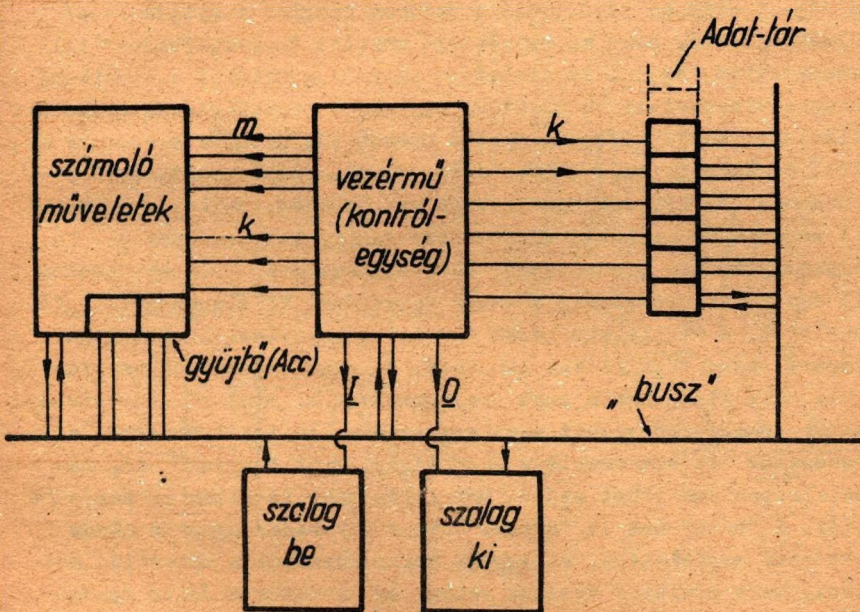 Adat-tár
számoló
műveletek
m
k
vezérmű
(kontról-
egység)
k
gyűjtő (Acc)
I
O
„busz”
szalag
be
szalag
ki